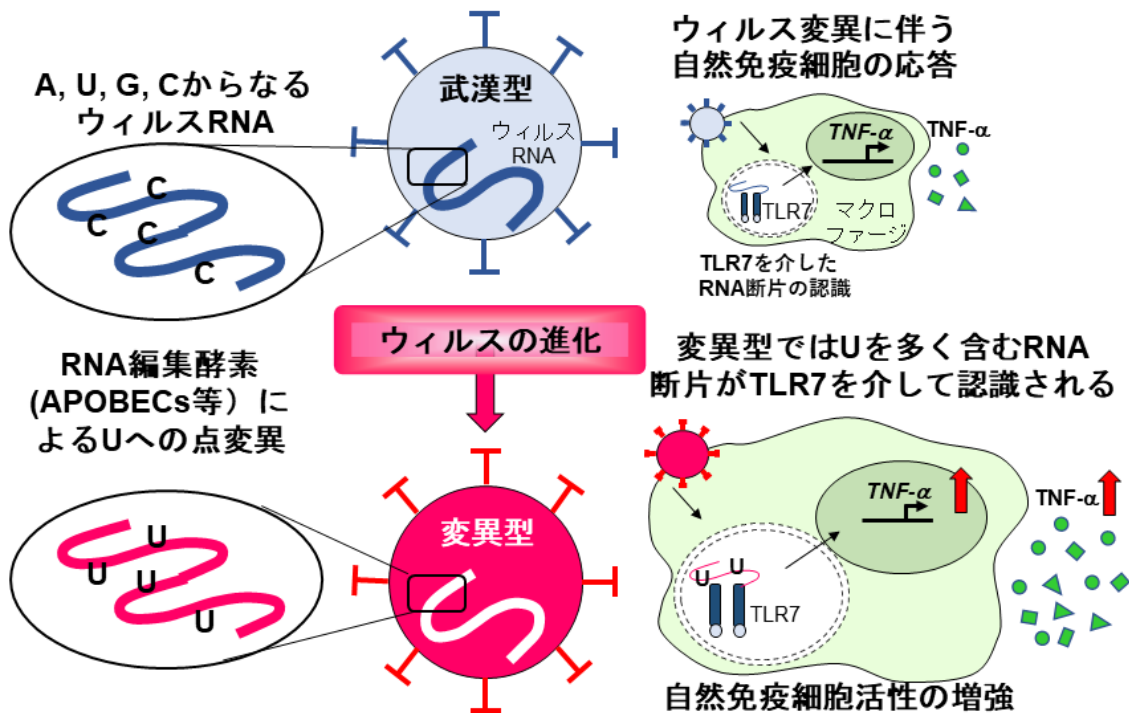 A, U, G, Cからなる
ウィルスRNA
C
C
C
C
武漢型
ウィルス
RNA
ウィルス変異に伴う
自然免疫細胞の応答
TNF-α
TNF-α
TLR7
マクロ
ファージ
TLR7を介した
RNA断片の認識
ウィルスの進化
RNA編集酵素
(APOBECs等）に
よるUへの点変異
U
U
U
U
変異型
変異型ではUを多く含むRNA
断片がTLR7を介して認識される
TNF-α
TNF-α
U
U
TLR7
自然免疫細胞活性の増強